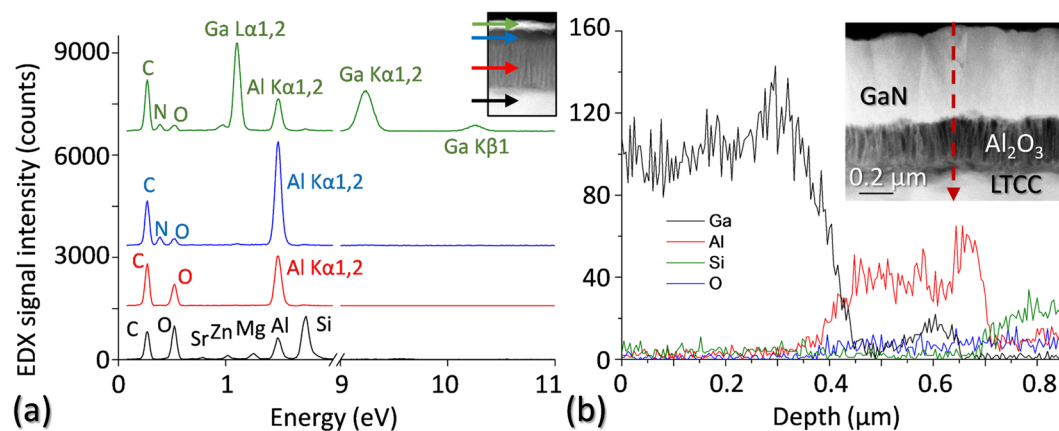 9000
6000
3000
0
EDX signal intensity (counts)
Ga Lα1,2
C
N
O
Al Kα1,2
Ga Kα1,2
Ga Kβ1
C
N
O
Al Kα1,2
C
O
Al Kα1,2
C
O
Sr
Zn
Mg
Al
Si
0
1
9
10
11
Energy (eV)
(a)
160
120
80
40
0
Ga
Al
Si
O
GaN
Al2O3
LTCC
0.2 µm
0
0.2
0.4
0.6
0.8
Depth (µm)
(b)